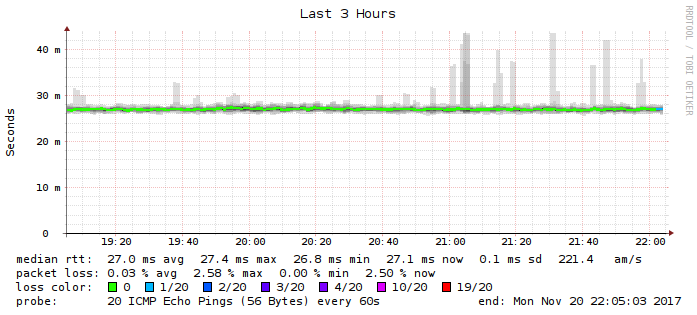 Last 3 Hours
RRDTOOL / TOBI OETIKER
Seconds
40 m
30 m
20 m
10 m
0
19:20 19:40 20:00 20:20 20:40 21:00 21:20 21:40 22:00
median rtt: 27.0 ms avg 27.4 ms max 26.8 ms min 27.1 ms now 0.1 ms sd 221.4 am/s
packet loss: 0.03 % avg 2.58 % max 0.00 % min 2.50 % now
loss color: 0 1/20 2/20 3/20 4/20 10/20 19/20
probe: 20 ICMP Echo Pings (56 Bytes) every 60s end: Mon Nov 20 22:05:03 2017